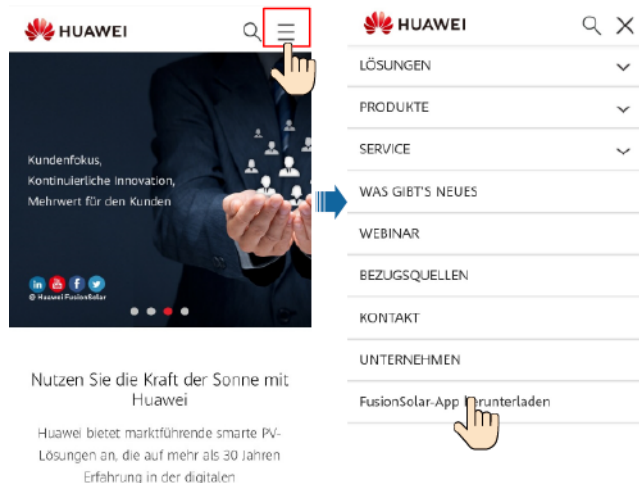 HUAWEI
Kundenfokus,
Kontinuierliche Innovation,
Mehrwert für den Kunden
© Huawei FusionSolar
Nutzen Sie die Kraft der Sonne mit
Huawei
Huawei bietet marktführende smarte PV-
Lösungen an, die auf mehr als 30 Jahren
Erfahrung in der digitalen
HUAWEI
LÖSUNGEN
PRODUKTE
SERVICE
WAS GIBT'S NEUES
WEBINAR
BEZUGSQUELLEN
KONTAKT
UNTERNEHMEN
FusionSolar-App herunterladen